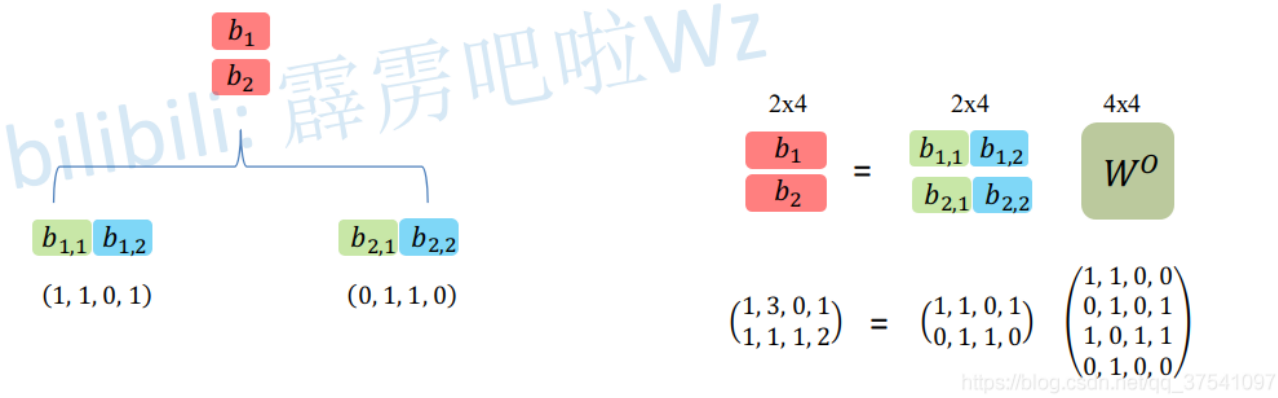 b₁
b₂
bilibili: 霹雳吧啦Wz
b₁,₁ b₁,₂
b₂,₁ b₂,₂
(1, 1, 0, 1)
(0, 1, 1, 0)
2x4 2x4 4x4
b₁ = b₁,₁ b₁,₂ Wᴼ
b₂ b₂,₁ b₂,₂
(1, 3, 0, 1
1, 1, 1, 2)
=
(1, 1, 0, 1
0, 1, 1, 0)
(1, 1, 0, 0
0, 1, 0, 1
1, 0, 1, 1
0, 1, 0, 0)
https://blog.csdn.net/qq_37541097